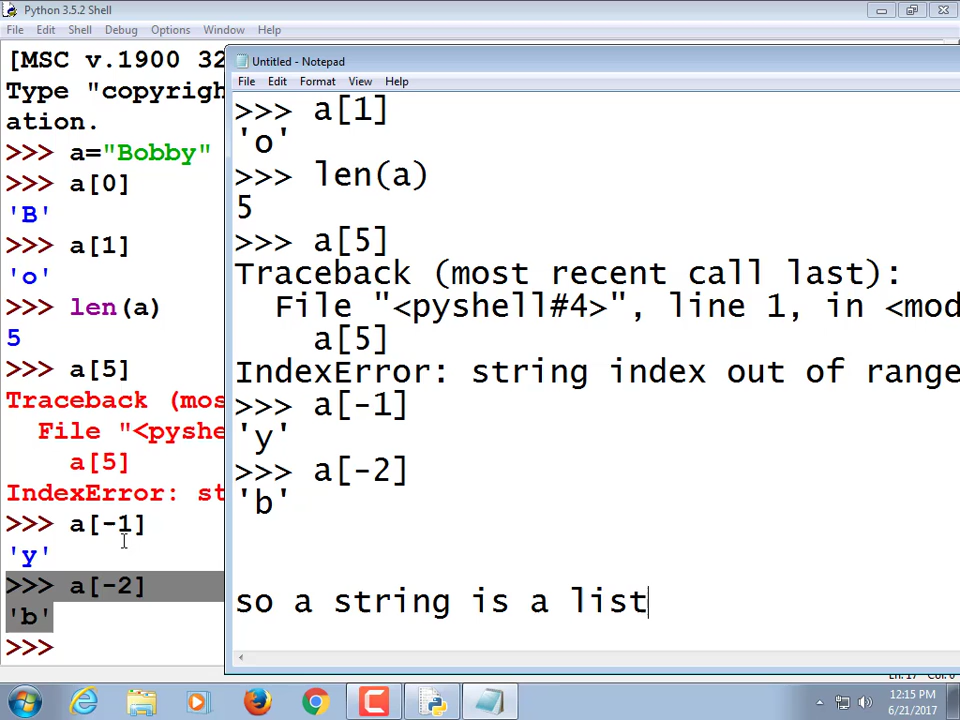 Python 3.5.2 Shell
File Edit Shell Debug Options Window Help
[MSC v.1900 32
Type "copyrigh
ation.
>>> a="Bobby"
>>> a[0]
'B'
>>> a[1]
'o'
>>> len(a)
5
>>> a[5]
Traceback (mos
File "<pyshe
a[5]
IndexError: st
>>> a[-1]
'y'
>>> a[-2]
'b'
>>>
Untitled - Notepad
File Edit Format View Help
>>> a[1]
'o'
>>> len(a)
5
>>> a[5]
Traceback (most recent call last):
File "<pyshell#4>", line 1, in <mod
a[5]
IndexError: string index out of range
>>> a[-1]
'y'
>>> a[-2]
'b'
so a string is a list
12:15 PM
6/21/2017